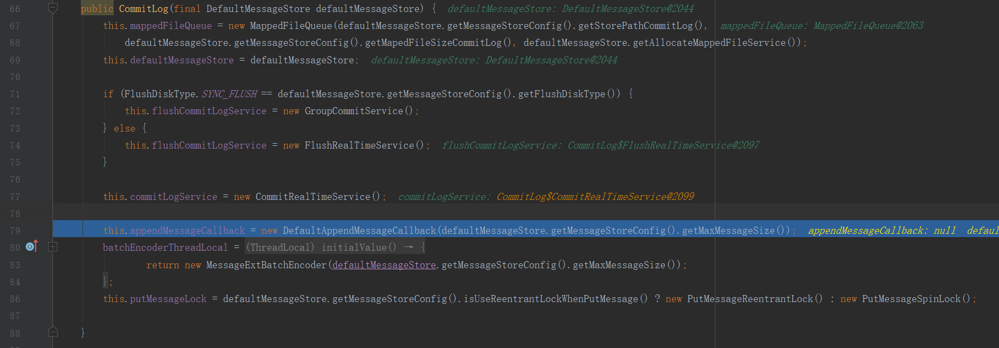 66 public CommitLog(final DefaultMessageStore defaultMessageStore) { defaultMessageStore: DefaultMessageStore@2044
67 this.mappedFileQueue = new MappedFileQueue(defaultMessageStore.getMessageStoreConfig().getStorePathCommitLog(), mappedFileQueue: MappedFileQueue@2063
68 defaultMessageStore.getMessageStoreConfig().getMapedFileSizeCommitLog(), defaultMessageStore.getAllocateMappedFileService());
69 this.defaultMessageStore = defaultMessageStore; defaultMessageStore: DefaultMessageStore@2044
70
71 if (FlushDiskType.SYNC_FLUSH == defaultMessageStore.getMessageStoreConfig().getFlushDiskType()) {
72 this.flushCommitLogService = new GroupCommitService();
73 } else {
74 this.flushCommitLogService = new FlushRealTimeService(); flushCommitLogService: CommitLog$FlushRealTimeService@2097
75 }
76
77 this.commitLogService = new CommitRealTimeService(); commitLogService: CommitLog$CommitRealTimeService@2099
78
79 this.appendMessageCallback = new DefaultAppendMessageCallback(defaultMessageStore.getMessageStoreConfig().getMaxMessageSize()); appendMessageCallback: null defaul
80 batchEncoderThreadLocal = (ThreadLocal) initialValue() → {
83 return new MessageExtBatchEncoder(defaultMessageStore.getMessageStoreConfig().getMaxMessageSize());
84 };
86 this.putMessageLock = defaultMessageStore.getMessageStoreConfig().isUseReentrantLockWhenPutMessage() ? new PutMessageReentrantLock() : new PutMessageSpinLock();
87
88 }